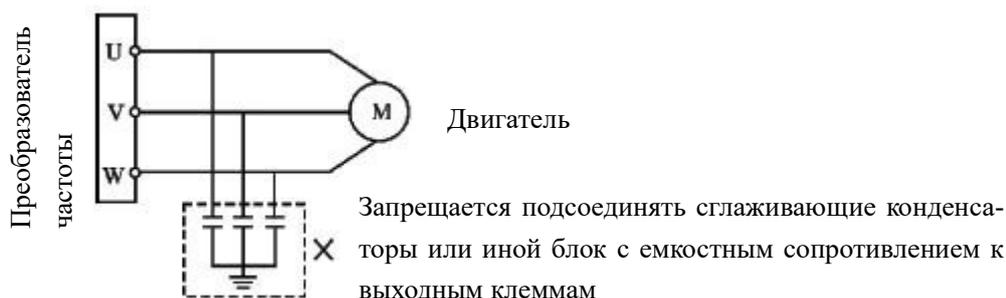 Преобразователь
частоты
U
V
W
M
Двигатель
Запрещается подсоединять сглаживающие конденса-
торы или иной блок с емкостным сопротивлением к
выходным клеммам